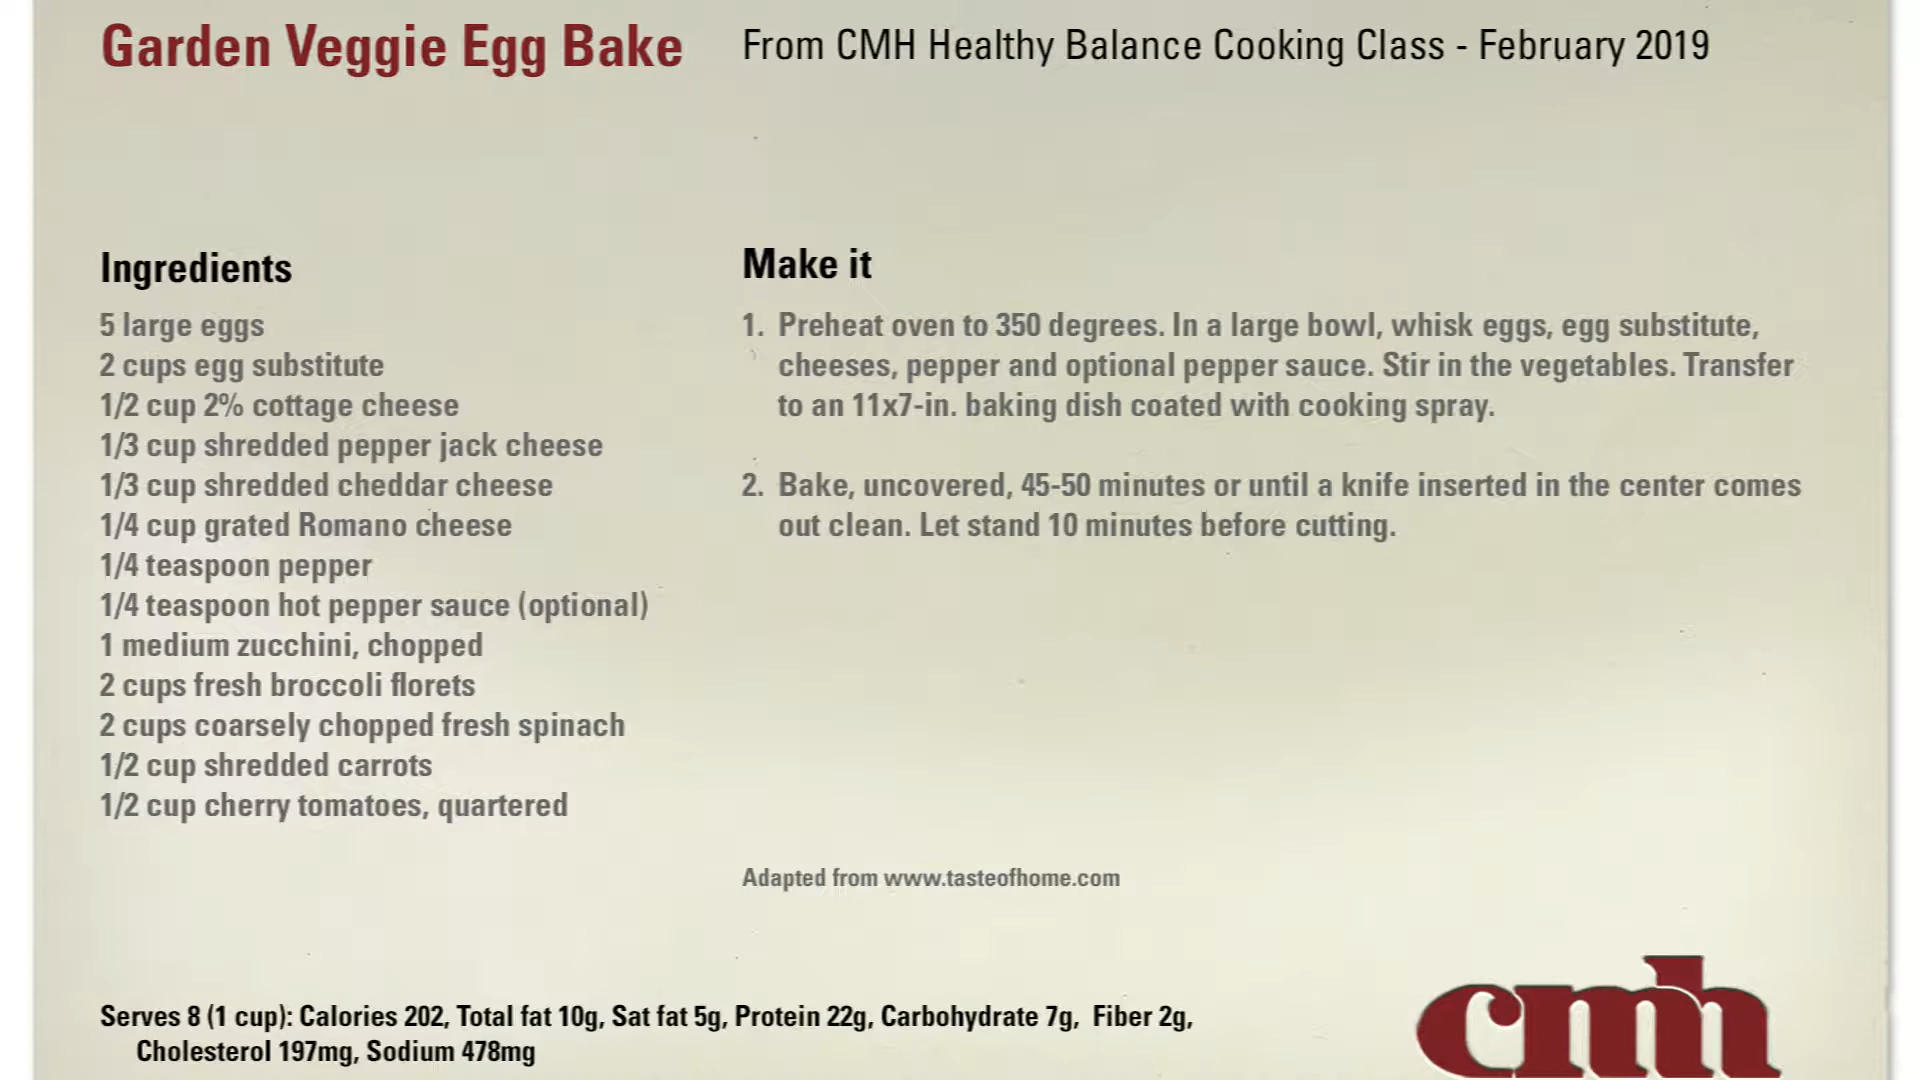 Garden Veggie Egg Bake
From CMH Healthy Balance Cooking Class - February 2019
Ingredients
5 large eggs
2 cups egg substitute
1/2 cup 2% cottage cheese
1/3 cup shredded pepper jack cheese
1/3 cup shredded cheddar cheese
1/4 cup grated Romano cheese
1/4 teaspoon pepper
1/4 teaspoon hot pepper sauce (optional)
1 medium zucchini, chopped
2 cups fresh broccoli florets
2 cups coarsely chopped fresh spinach
1/2 cup shredded carrots
1/2 cup cherry tomatoes, quartered
Make it
1. Preheat oven to 350 degrees. In a large bowl, whisk eggs, egg substitute,
cheeses, pepper and optional pepper sauce. Stir in the vegetables. Transfer
to an 11x7-in. baking dish coated with cooking spray.
2. Bake, uncovered, 45-50 minutes or until a knife inserted in the center comes
out clean. Let stand 10 minutes before cutting.
Adapted from www.tasteofhome.com
Serves 8 (1 cup): Calories 202, Total fat 10g, Sat fat 5g, Protein 22g, Carbohydrate 7g, Fiber 2g,
Cholesterol 197mg, Sodium 478mg
cmh